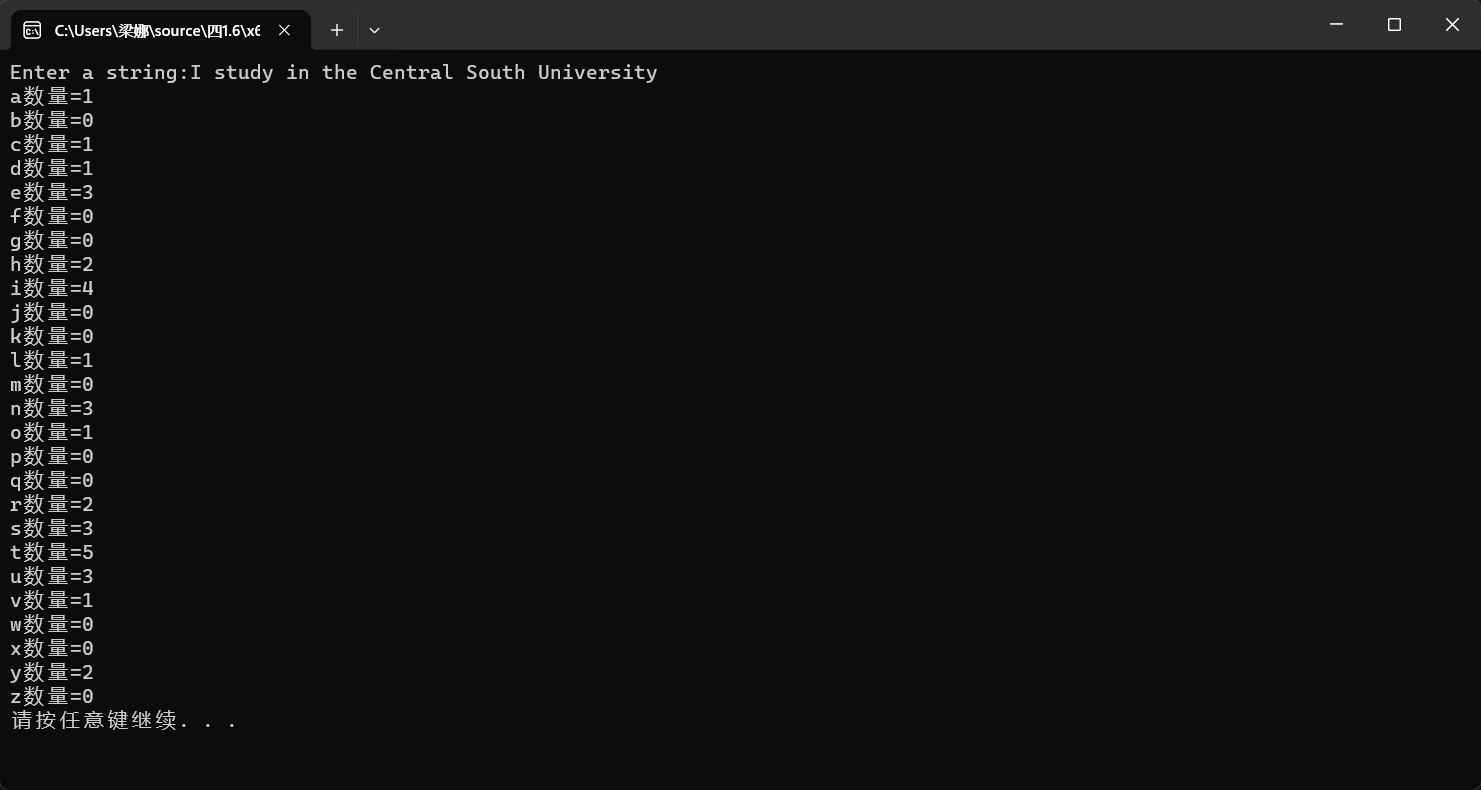 C:\Users\梁娜\source\四1.6\x6
Enter a string:I study in the Central South University
a数量=1
b数量=0
c数量=1
d数量=1
e数量=3
f数量=0
g数量=0
h数量=2
i数量=4
j数量=0
k数量=0
l数量=1
m数量=0
n数量=3
o数量=1
p数量=0
q数量=0
r数量=2
s数量=3
t数量=5
u数量=3
v数量=1
w数量=0
x数量=0
y数量=2
z数量=0
请按任意键继续. . .